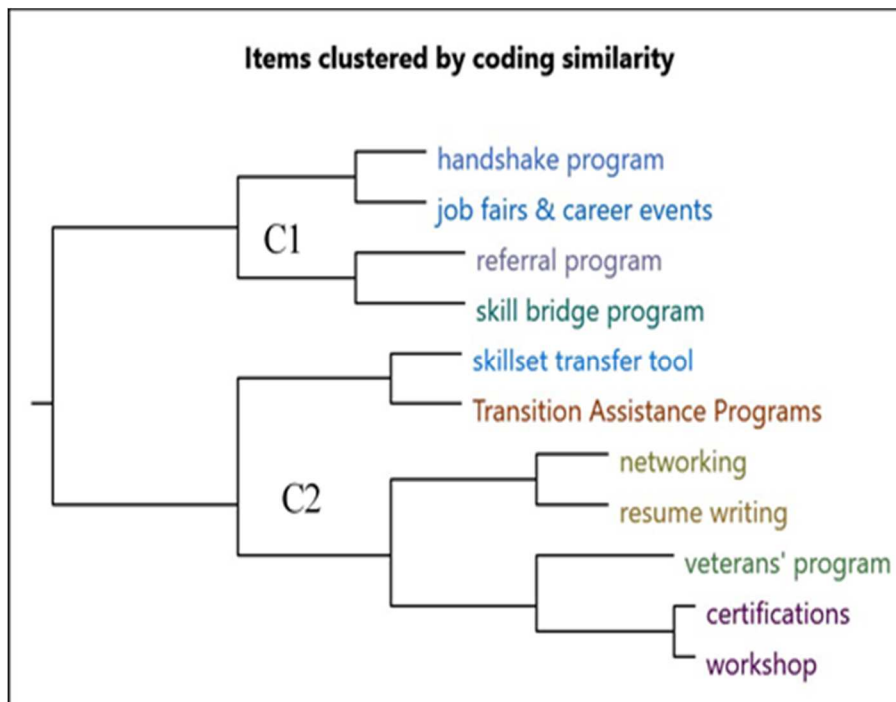 Items clustered by coding similarity
handshake program
job fairs & career events
C1
referral program
skill bridge program
skillset transfer tool
Transition Assistance Programs
networking
C2
resume writing
veterans' program
certifications
workshop